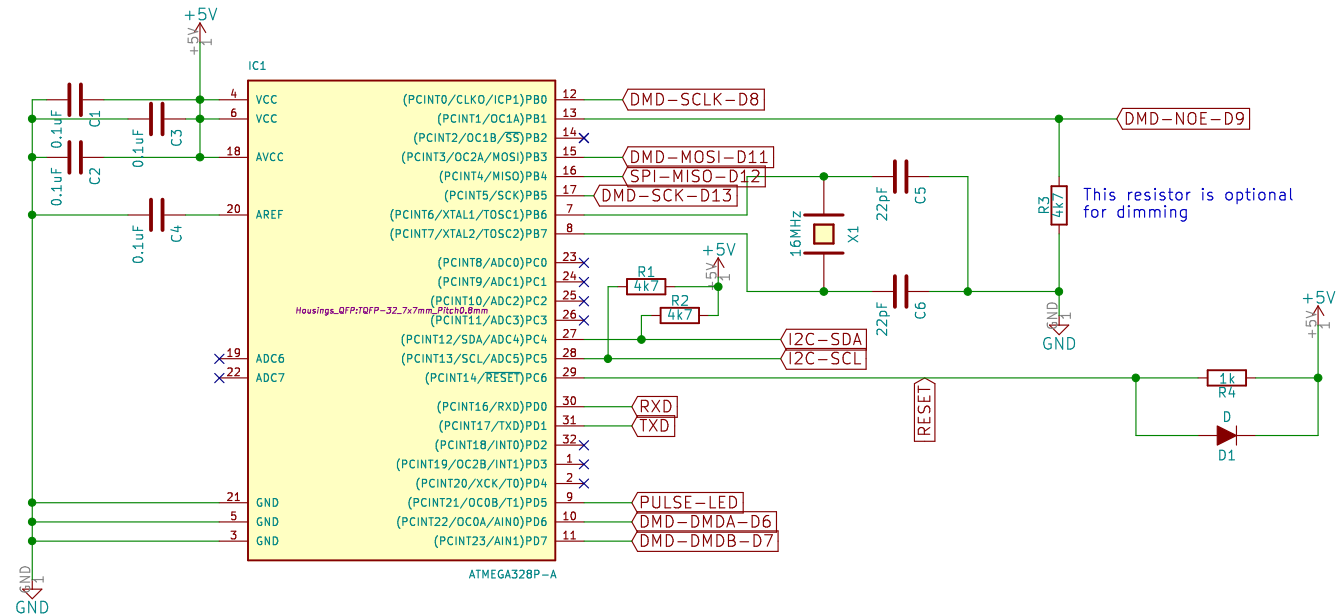 +5V
+5V
1
IC1
C1
0.1uF
C3
0.1uF
C2
0.1uF
C4
0.1uF
4
VCC
6
VCC
18
AVCC
20
AREF
19
ADC6
22
ADC7
21
GND
5
GND
3
GND
GND
1
GND
(PCINT0/CLKO/ICP1)PB0
12
DMD-SCLK-D8
(PCINT1/OC1A)PB1
13
DMD-NOE-D9
(PCINT2/OC1B/SS)PB2
14
(PCINT3/OC2A/MOSI)PB3
15
DMD-MOSI-D11
(PCINT4/MISO)PB4
16
SPI-MISO-D12
(PCINT5/SCK)PB5
17
DMD-SCK-D13
(PCINT6/XTAL1/TOSC1)PB6
7
(PCINT7/XTAL2/TOSC2)PB7
8
(PCINT8/ADC0)PC0
23
(PCINT9/ADC1)PC1
24
(PCINT10/ADC2)PC2
25
Housings_QFP:TQFP-32_7x7mm_Pitch0.8mm
(PCINT11/ADC3)PC3
26
(PCINT12/SDA/ADC4)PC4
27
I2C-SDA
(PCINT13/SCL/ADC5)PC5
28
I2C-SCL
(PCINT14/RESET)PC6
29
RESET
(PCINT16/RXD)PD0
30
RXD
(PCINT17/TXD)PD1
31
TXD
(PCINT18/INT0)PD2
32
(PCINT19/OC2B/INT1)PD3
1
(PCINT20/XCK/T0)PD4
2
(PCINT21/OC0B/T1)PD5
9
PULSE-LED
(PCINT22/OC0A/AIN0)PD6
10
DMD-DMDA-D6
(PCINT23/AIN1)PD7
11
DMD-DMDB-D7
ATMEGA328P-A
R1
4k7
R2
4k7
+5V
+5V
1
16MHz
X1
22pF
C5
22pF
C6
R3
4k7
This resistor is optional
for dimming
GND
1
GND
+5V
+5V
1
1k
R4
D
D1